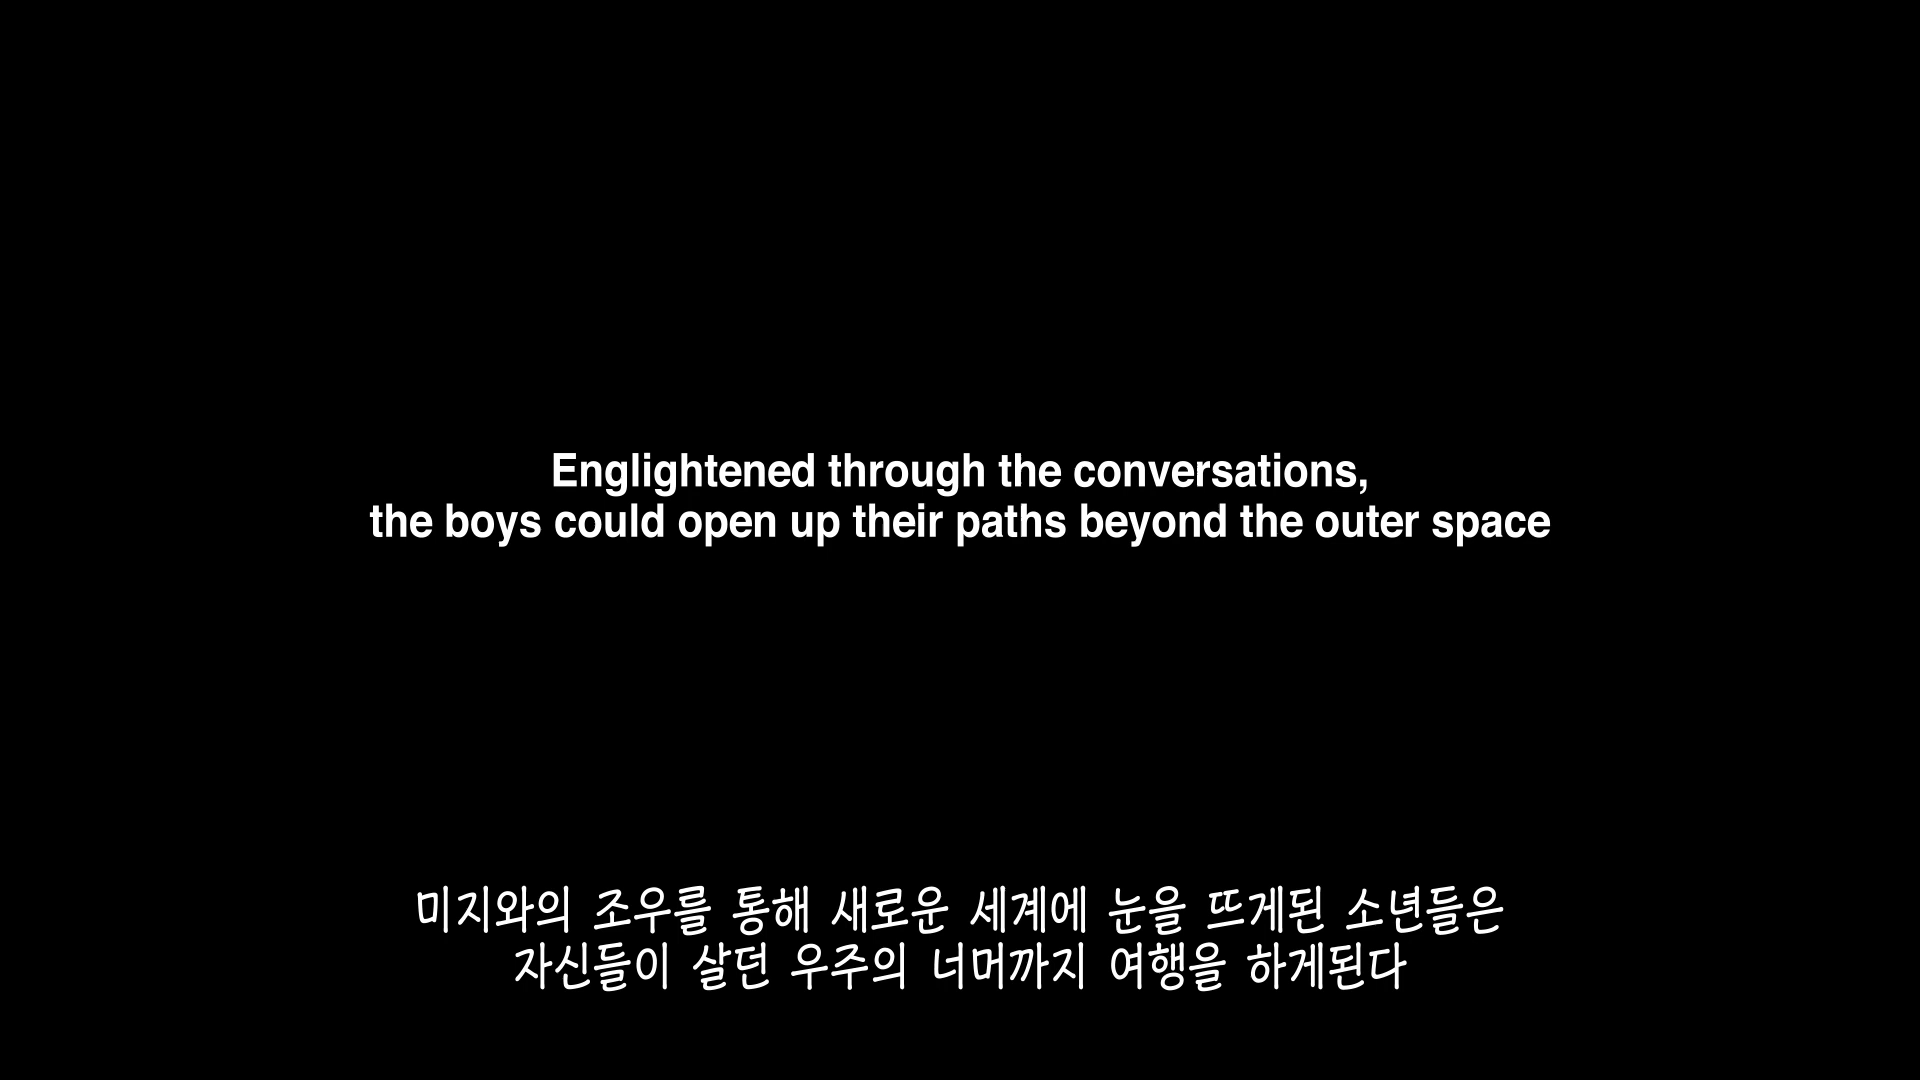 Englightened through the conversations,
the boys could open up their paths beyond the outer space
미지와의 조우를 통해 새로운 세계에 눈을 뜨게된 소년들은
자신들이 살던 우주의 너머까지 여행을 하게된다